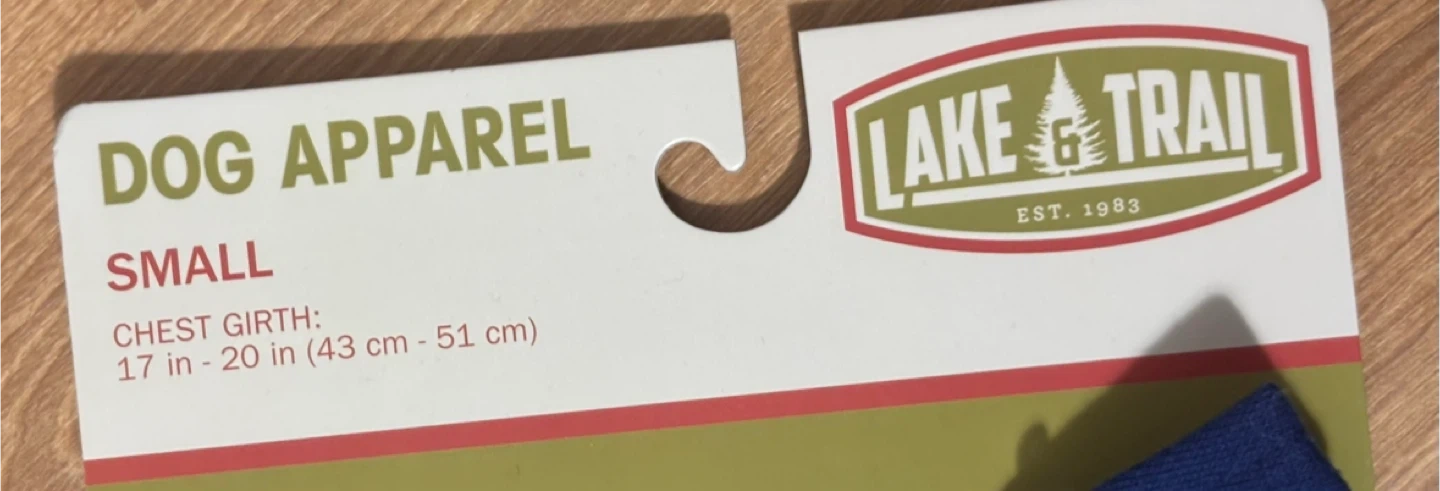 DOG APPAREL
SMALL
CHEST GIRTH:
17 in - 20 in (43 cm - 51 cm)
LAKE & TRAIL
EST. 1983